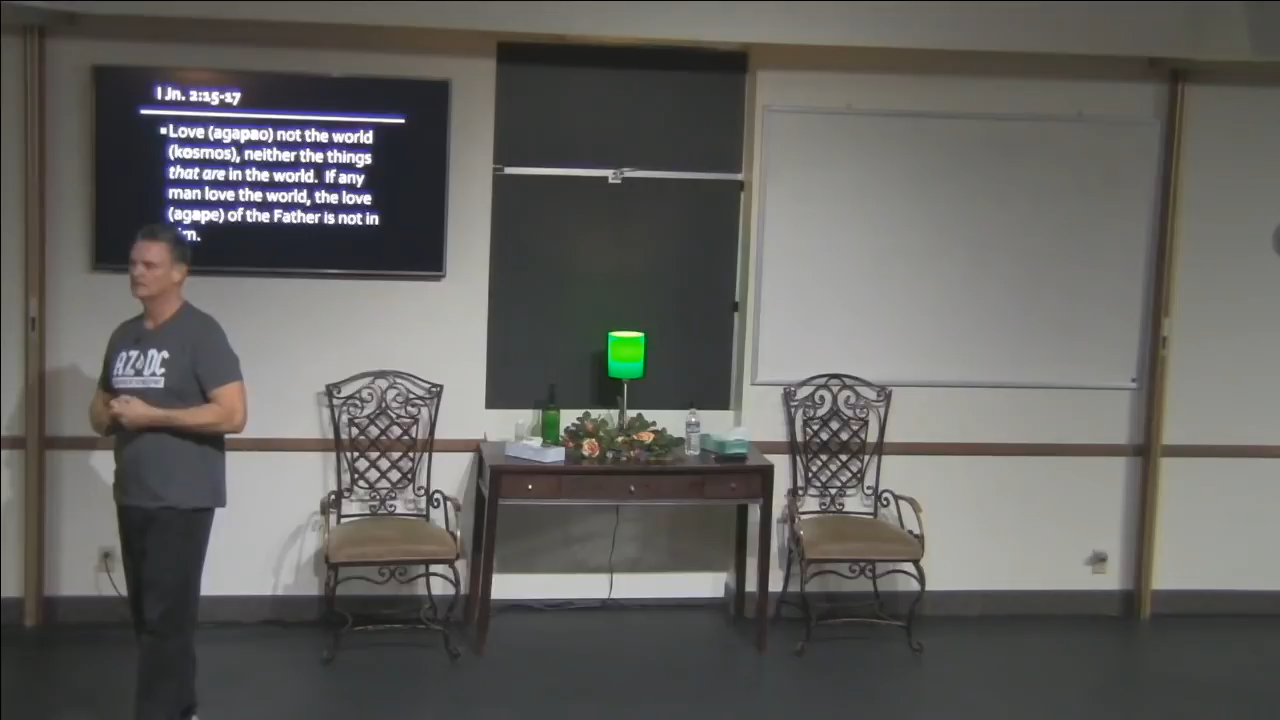 I Jn. 2:15-17
▪Love (agapao) not the world
(kosmos), neither the things
that are in the world.  If any
man love the world, the love
(agape) of the Father is not in
AZ DC